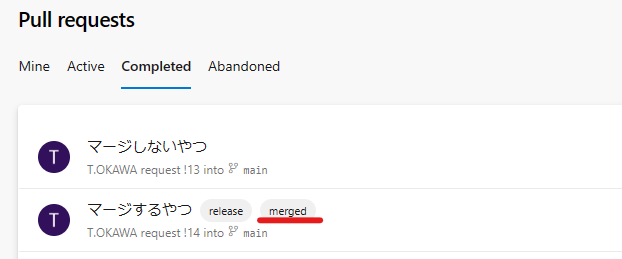 Pull requests
Mine Active Completed Abandoned
T マージしないやつ
T.OKAWA request !13 into main
T マージするやつ release merged
T.OKAWA request !14 into main